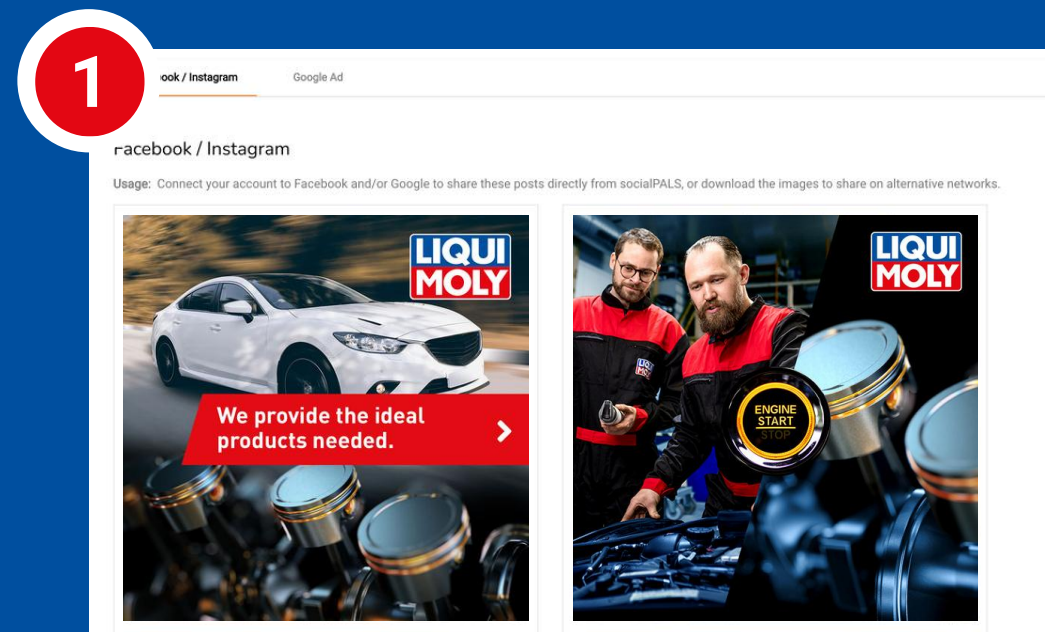 1
ook / Instagram
Google Ad
Facebook / Instagram
Usage: Connect your account to Facebook and/or Google to share these posts directly from socialPALS, or download the images to share on alternative networks.
LIQUI
MOLY
We provide the ideal
products needed.
LIQUI
MOLY
ENGINE
START
STOP